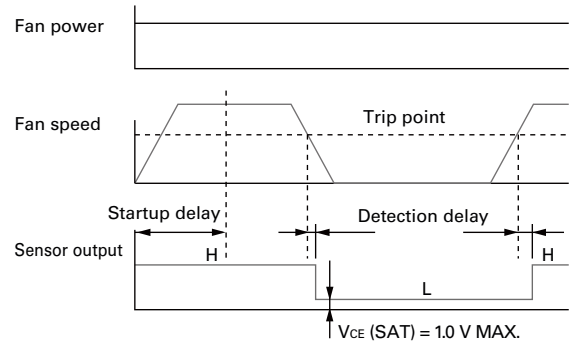 Fan power
Fan speed
Trip point
Startup delay
Detection delay
Sensor output
H
H
L
VCE (SAT) = 1.0 V MAX.